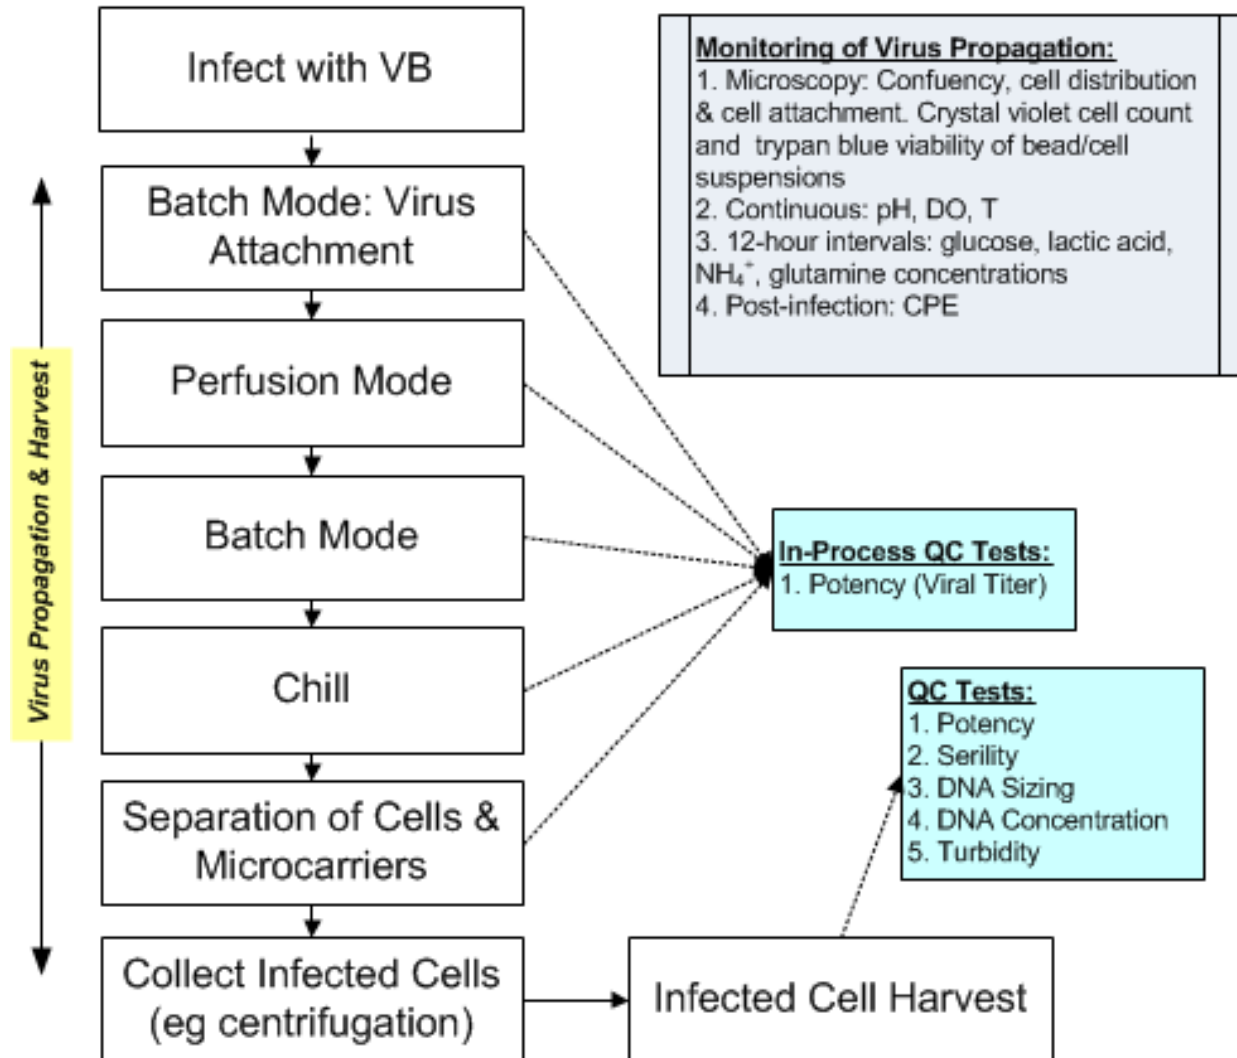 Infect with VB
Batch Mode: Virus
Attachment
Perfusion Mode
Batch Mode
Chill
Separation of Cells &
Microcarriers
Collect Infected Cells
(eg centrifugation)
Infected Cell Harvest
Virus Propagation & Harvest
Monitoring of Virus Propagation:
1. Microscopy: Confuency, cell distribution
& cell attachment. Crystal violet cell count
and trypan blue viability of bead/cell
suspensions
2. Continuous: pH, DO, T
3. 12-hour intervals: glucose, lactic acid,
NH₄⁺, glutamine concentrations
4. Post-infection: CPE
In-Process QC Tests:
1. Potency (Viral Titer)
QC Tests:
1. Potency
2. Serility
3. DNA Sizing
4. DNA Concentration
5. Turbidity